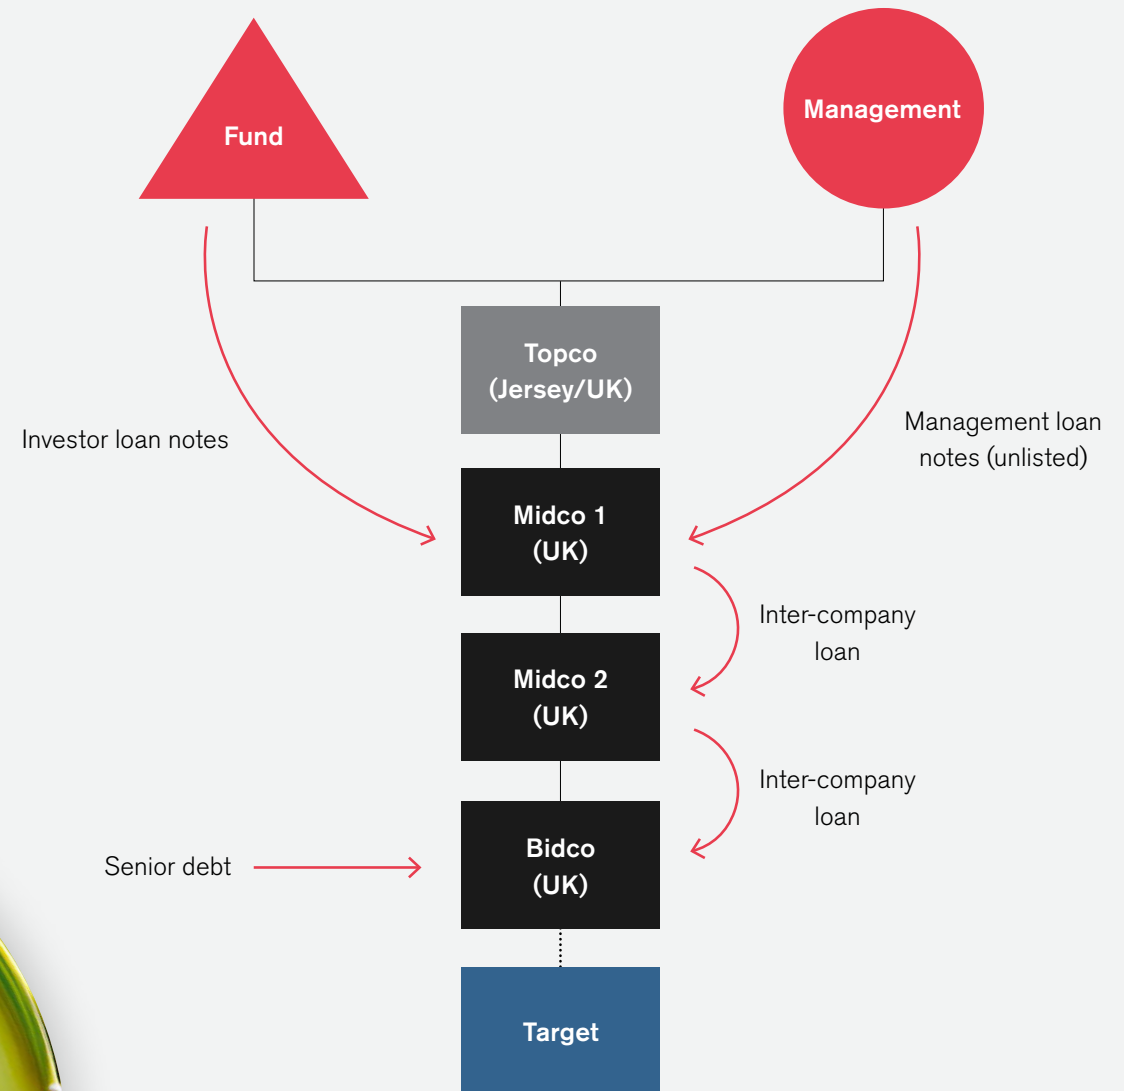 Fund
Management
Topco
(Jersey/UK)
Investor loan notes
Management loan
notes (unlisted)
Midco 1
(UK)
Inter-company
loan
Midco 2
(UK)
Inter-company
loan
Bidco
(UK)
Senior debt
Target